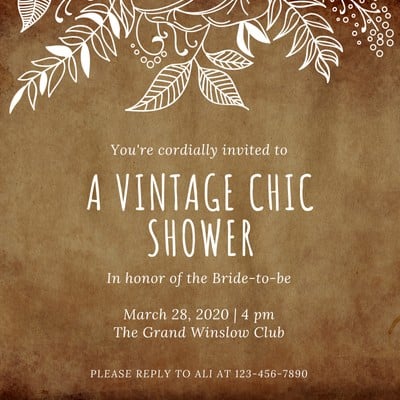 You're cordially invited to
A VINTAGE CHIC
SHOWER
In honor of the Bride-to-be
March 28, 2020 | 4 pm
The Grand Winslow Club
PLEASE REPLY TO ALI AT 123-456-7890